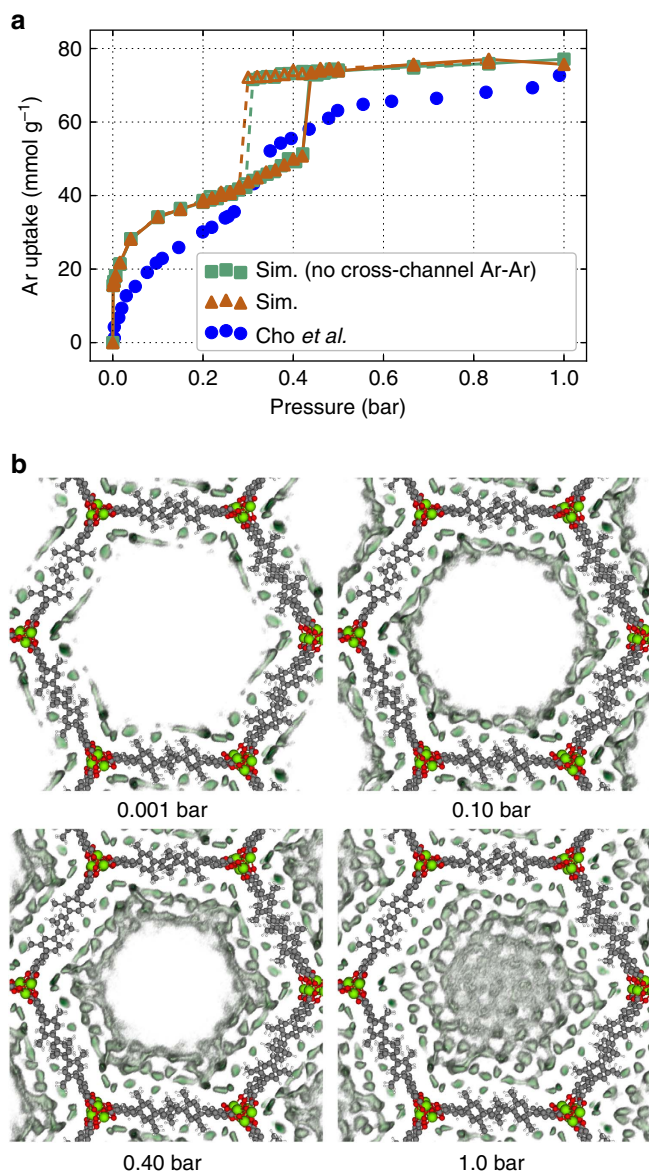 a
80
60
40
20
0
Ar uptake (mmol g⁻¹)
Sim. (no cross-channel Ar-Ar)
Sim.
Cho et al.
0.0 0.2 0.4 0.6 0.8 1.0
Pressure (bar)
b
0.001 bar 0.10 bar
0.40 bar 1.0 bar